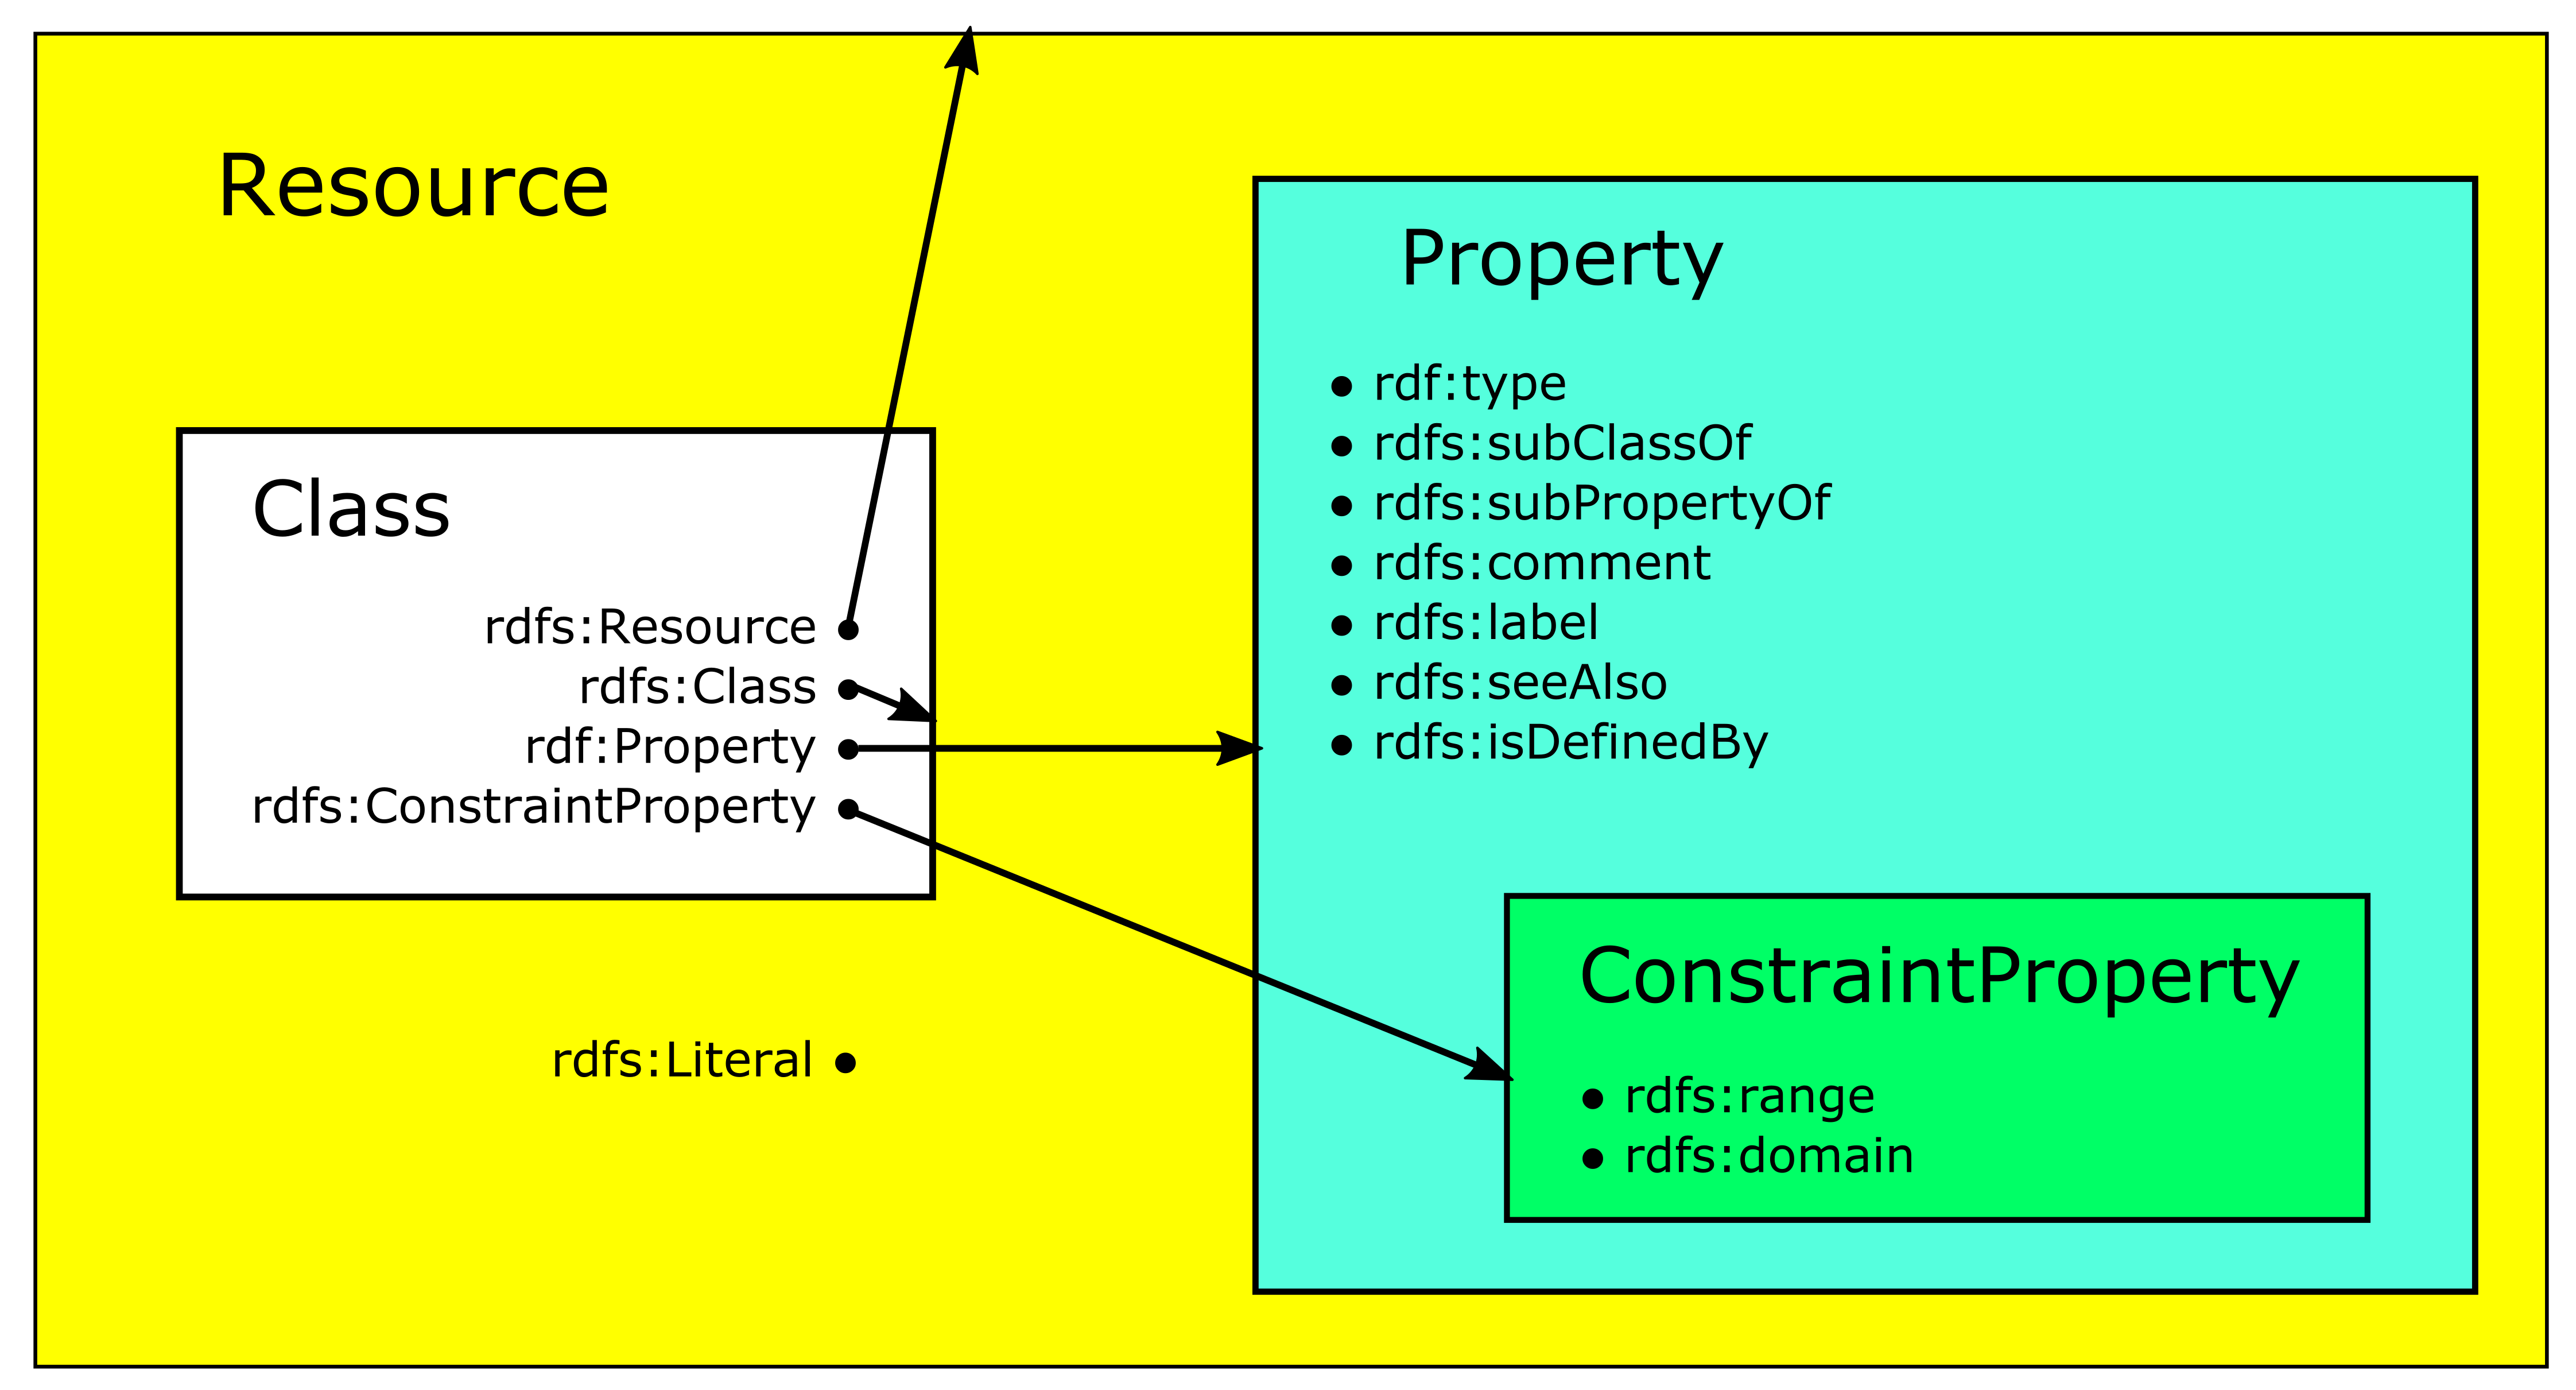 Resource
Class
rdfs:Resource
rdfs:Class
rdf:Property
rdfs:ConstraintProperty
rdfs:Literal
Property
rdf:type
rdfs:subClassOf
rdfs:subPropertyOf
rdfs:comment
rdfs:label
rdfs:seeAlso
rdfs:isDefinedBy
ConstraintProperty
rdfs:range
rdfs:domain